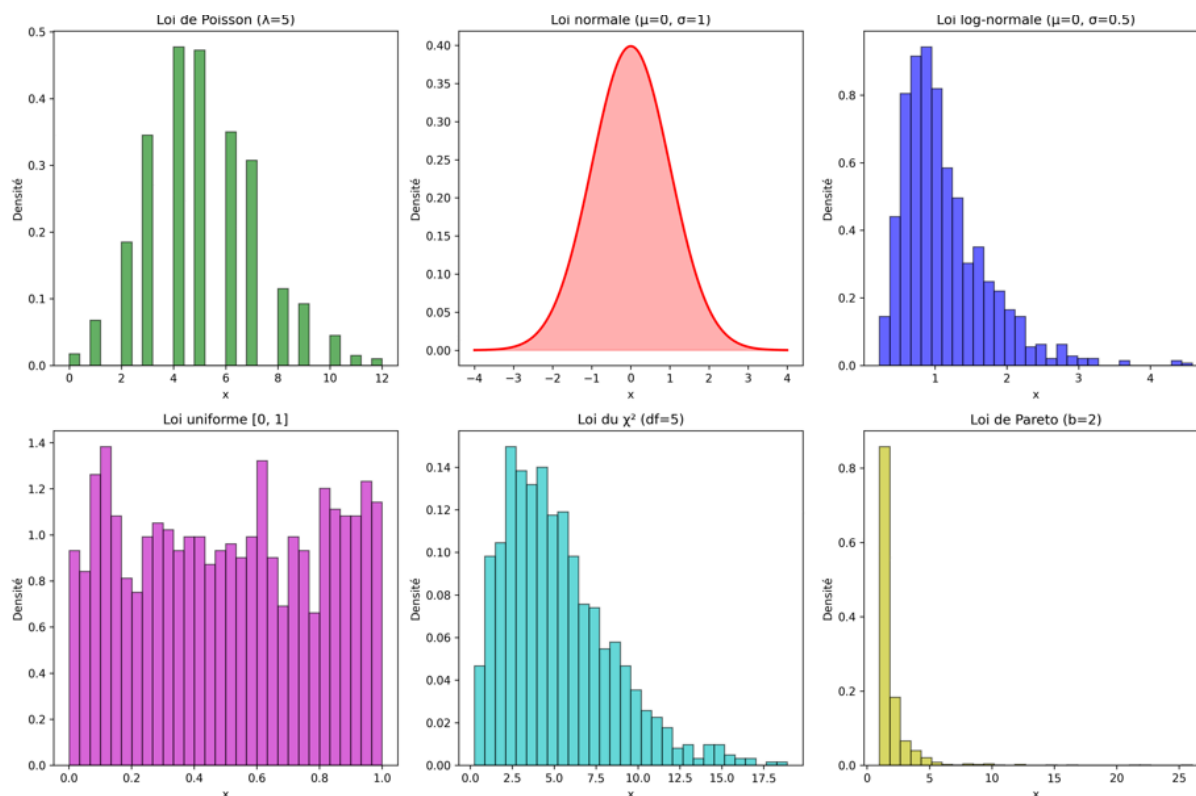 Loi de Poisson (λ=5)
Densité
0.5
0.4
0.3
0.2
0.1
0.0
0 2 4 6 8 10 12
x
Loi normale (μ=0, σ=1)
Densité
0.40
0.35
0.30
0.25
0.20
0.15
0.10
0.05
0.00
−4 −3 −2 −1 0 1 2 3 4
x
Loi log-normale (μ=0, σ=0.5)
Densité
0.8
0.6
0.4
0.2
0.0
1 2 3 4
x
Loi uniforme [0, 1]
Densité
1.4
1.2
1.0
0.8
0.6
0.4
0.2
0.0
0.0 0.2 0.4 0.6 0.8 1.0
x
Loi du χ² (df=5)
Densité
0.14
0.12
0.10
0.08
0.06
0.04
0.02
0.00
0.0 2.5 5.0 7.5 10.0 12.5 15.0 17.5
x
Loi de Pareto (b=2)
Densité
0.8
0.6
0.4
0.2
0.0
0 5 10 15 20 25
x